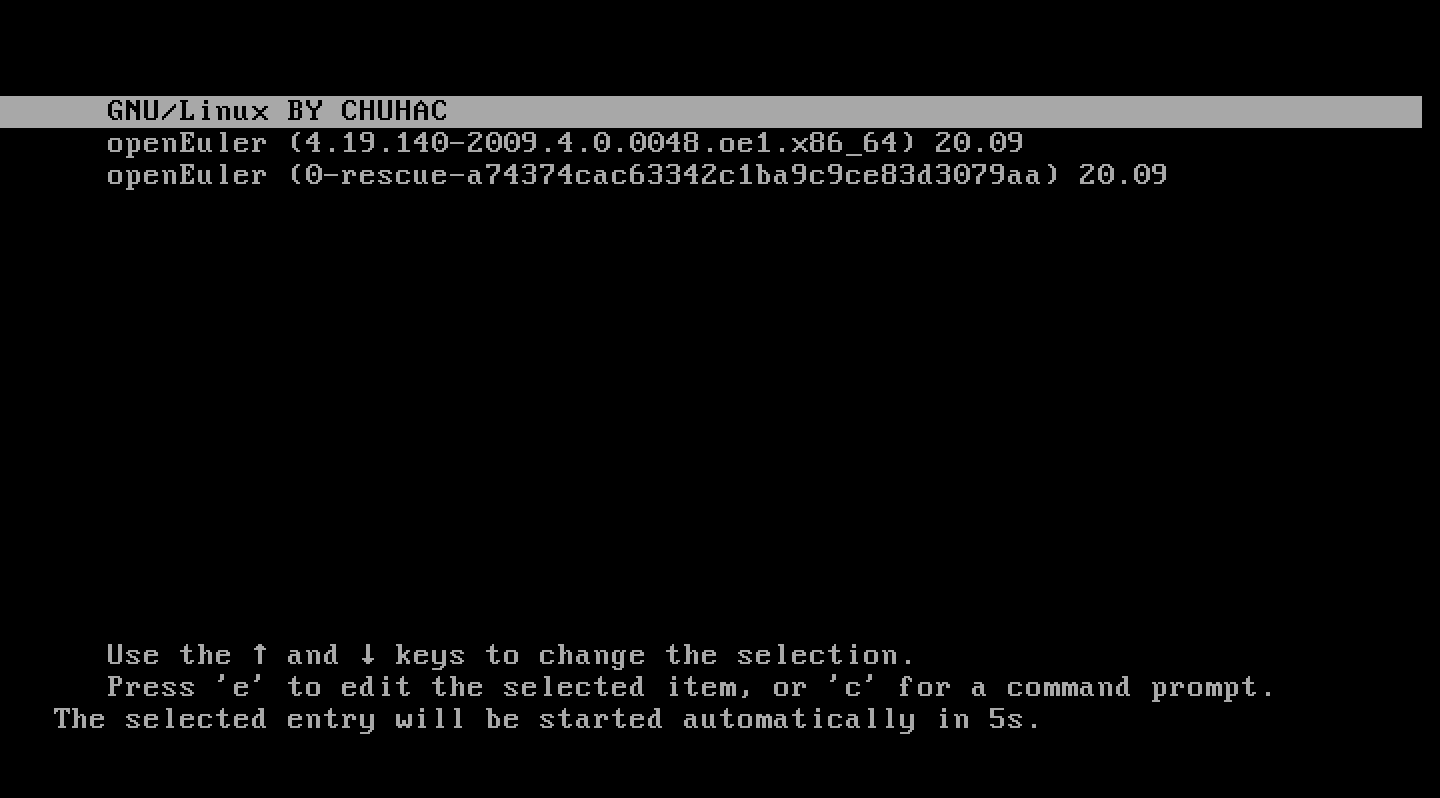 GNU/Linux BY CHUHAC
openEuler (4.19.140-2009.4.0.0048.oe1.x86_64) 20.09
openEuler (0-rescue-a74374cac63342c1ba9c9ce83d3079aa) 20.09
Use the ↑ and ↓ keys to change the selection.
Press 'e' to edit the selected item, or 'c' for a command prompt.
The selected entry will be started automatically in 5s.